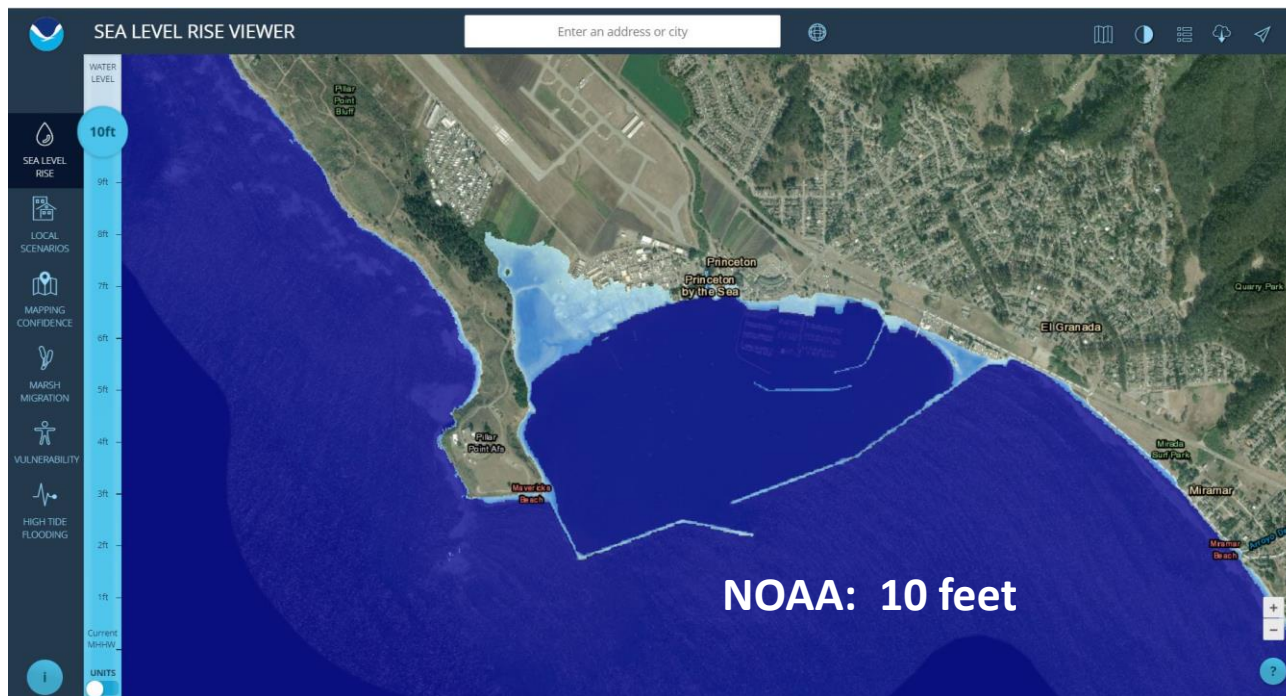 SEA LEVEL RISE VIEWER
Enter an address or city
WATER
LEVEL
10ft
9ft
8ft
7ft
6ft
5ft
4ft
3ft
2ft
1ft
Current
MHHW
UNITS
SEA LEVEL
RISE
LOCAL
SCENARIOS
MAPPING
CONFIDENCE
MARSH
MIGRATION
VULNERABILITY
HIGH TIDE
FLOODING
i
Pillar
Point
Bluff
Princeton
Princeton
by the Sea
El Granada
Quarry Park
Pillar
Point Afs
Mavericks
Beach
Mirada
Surf Park
Miramar
Miramar
Beach
Arroyo
NOAA: 10 feet
+
−
?